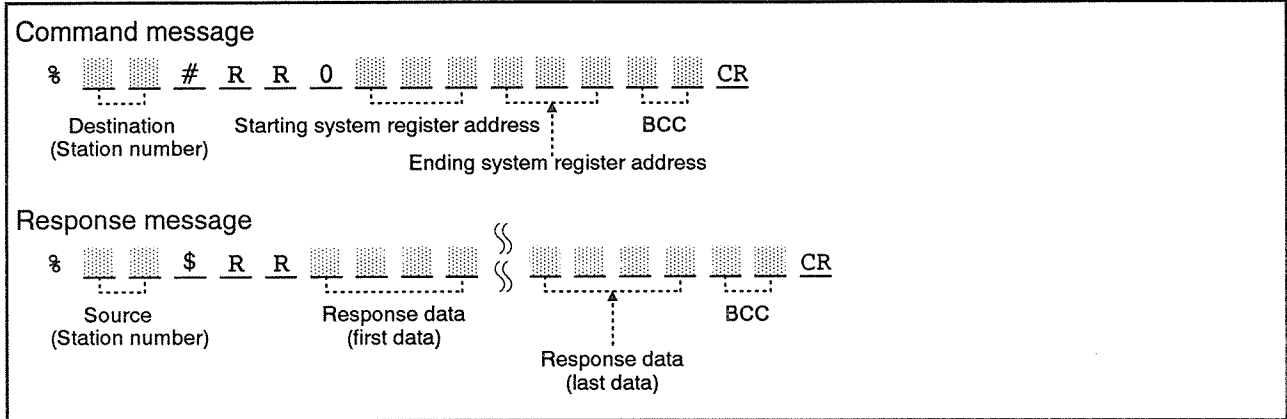 Command message
% # R R 0 CR
Destination
(Station number)
Starting system register address
BCC
Ending system register address
Response message
% $ R R CR
Source
(Station number)
Response data
(first data)
BCC
Response data
(last data)